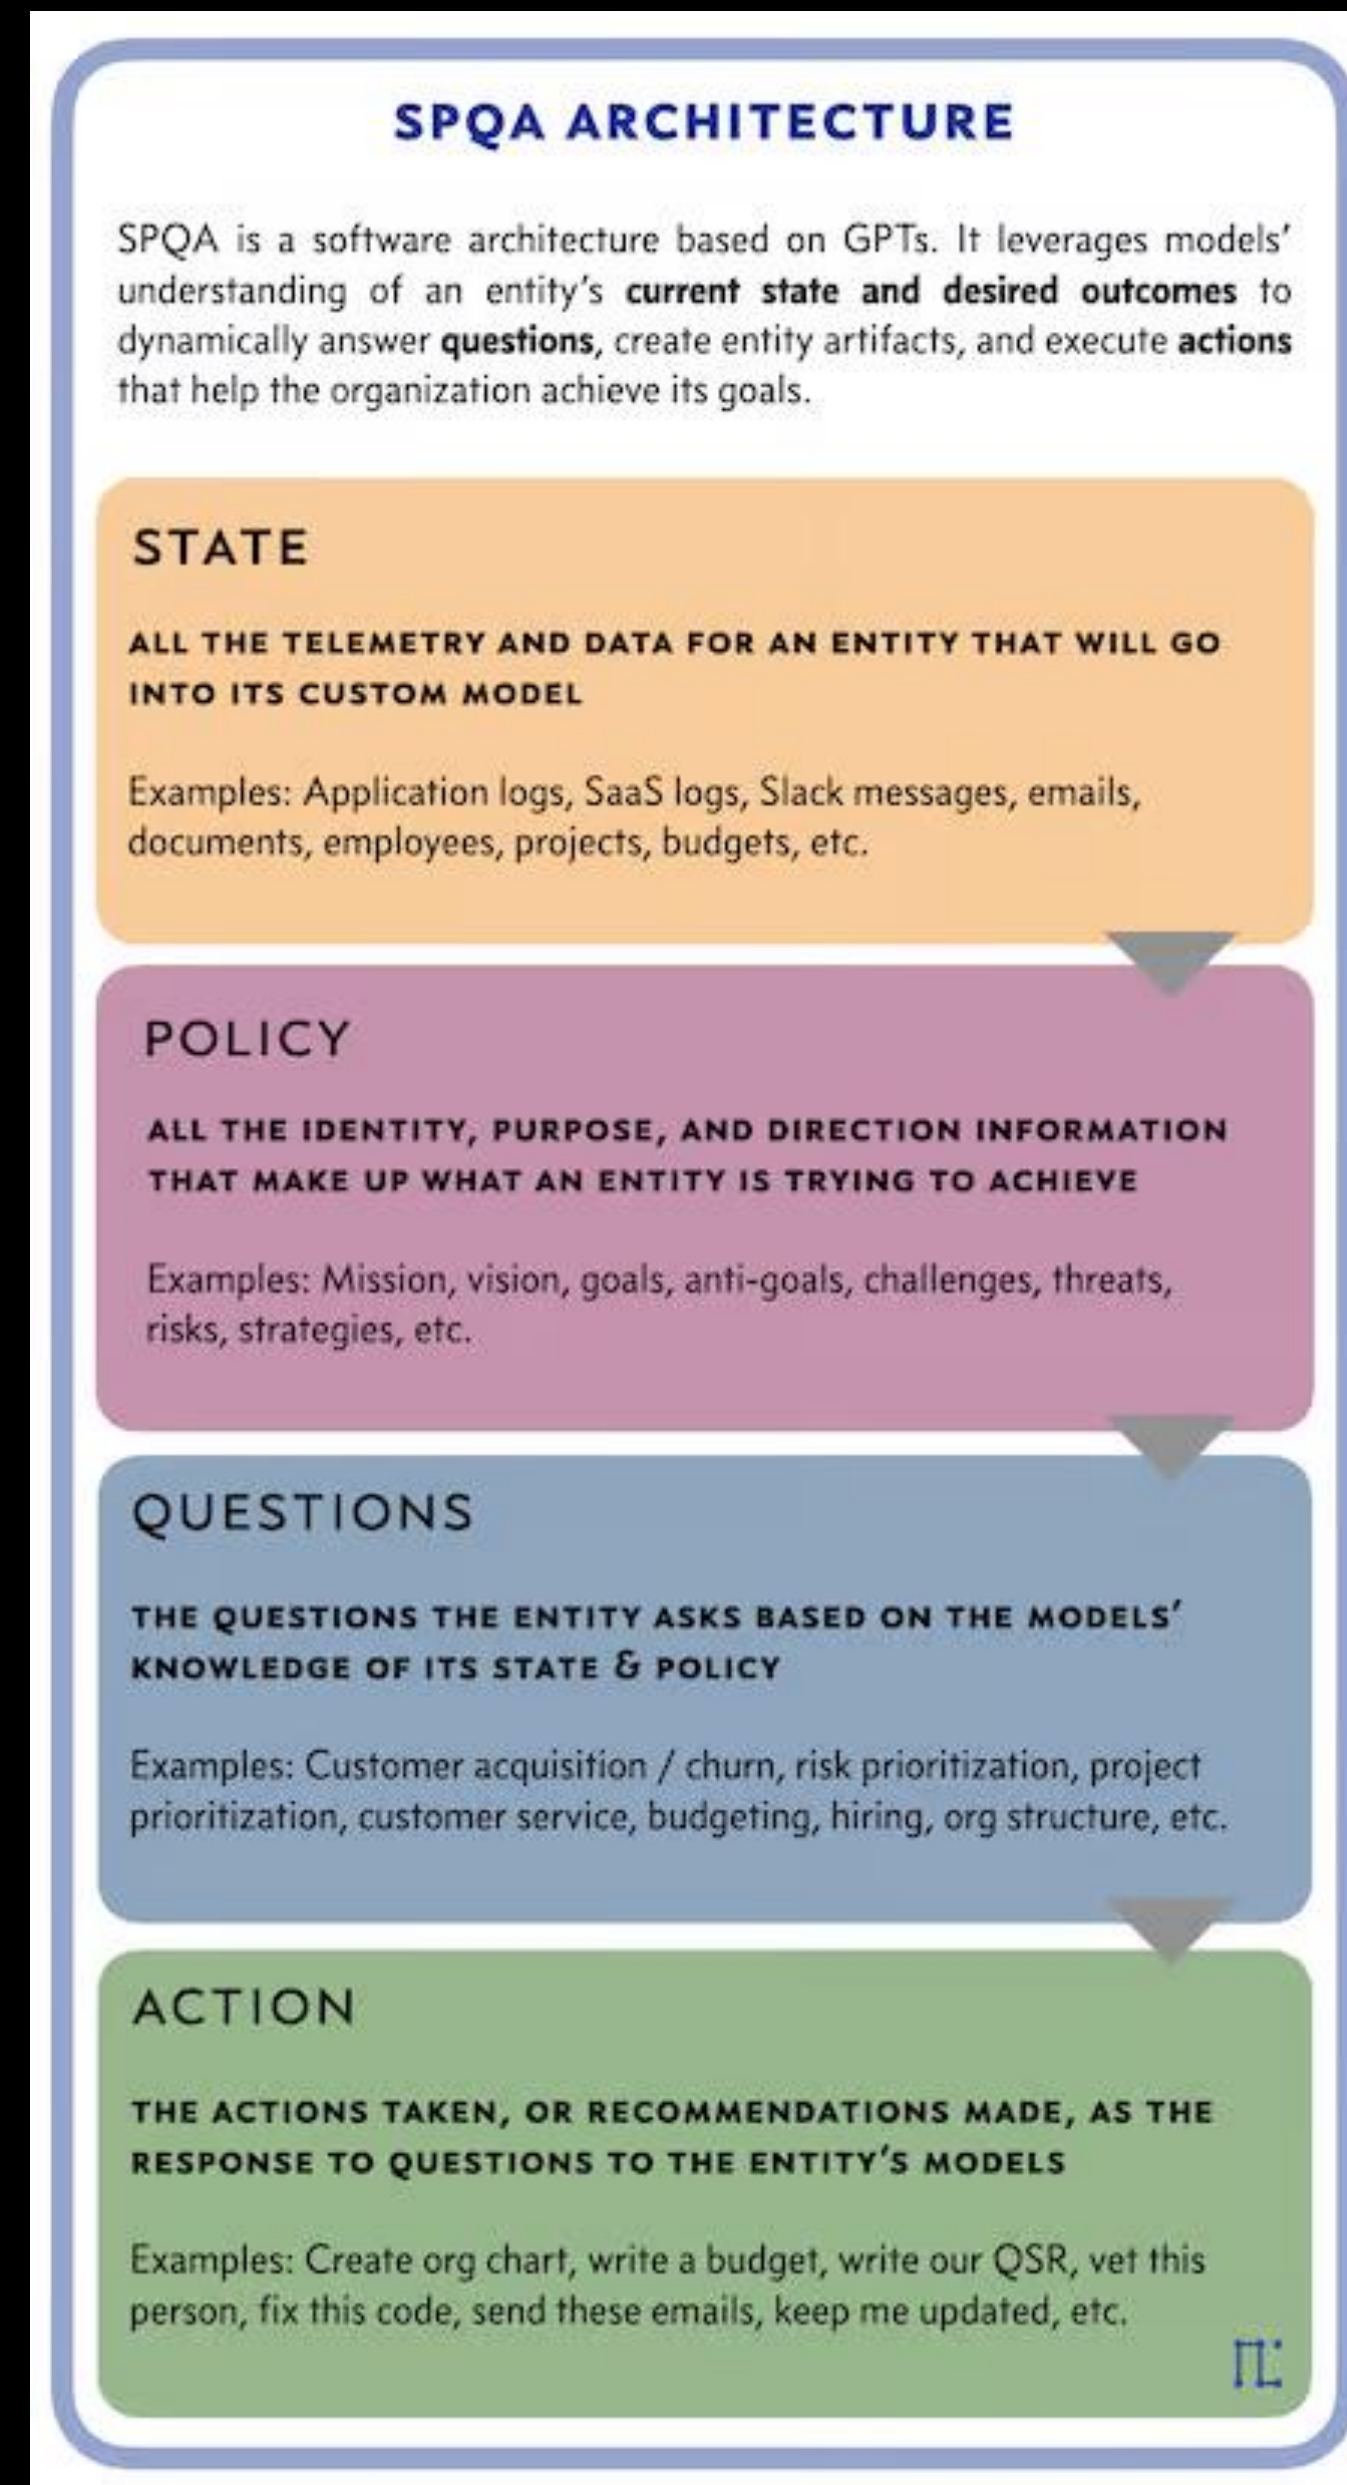 SPQA ARCHITECTURE
SPQA is a software architecture based on GPTs. It leverages models'
understanding of an entity's current state and desired outcomes to
dynamically answer questions, create entity artifacts, and execute actions
that help the organization achieve its goals.
STATE
ALL THE TELEMETRY AND DATA FOR AN ENTITY THAT WILL GO
INTO ITS CUSTOM MODEL
Examples: Application logs, SaaS logs, Slack messages, emails,
documents, employees, projects, budgets, etc.
POLICY
ALL THE IDENTITY, PURPOSE, AND DIRECTION INFORMATION
THAT MAKE UP WHAT AN ENTITY IS TRYING TO ACHIEVE
Examples: Mission, vision, goals, anti-goals, challenges, threats,
risks, strategies, etc.
QUESTIONS
THE QUESTIONS THE ENTITY ASKS BASED ON THE MODELS'
KNOWLEDGE OF ITS STATE & POLICY
Examples: Customer acquisition / churn, risk prioritization, project
prioritization, customer service, budgeting, hiring, org structure, etc.
ACTION
THE ACTIONS TAKEN, OR RECOMMENDATIONS MADE, AS THE
RESPONSE TO QUESTIONS TO THE ENTITY'S MODELS
Examples: Create org chart, write a budget, write our QSR, vet this
person, fix this code, send these emails, keep me updated, etc.